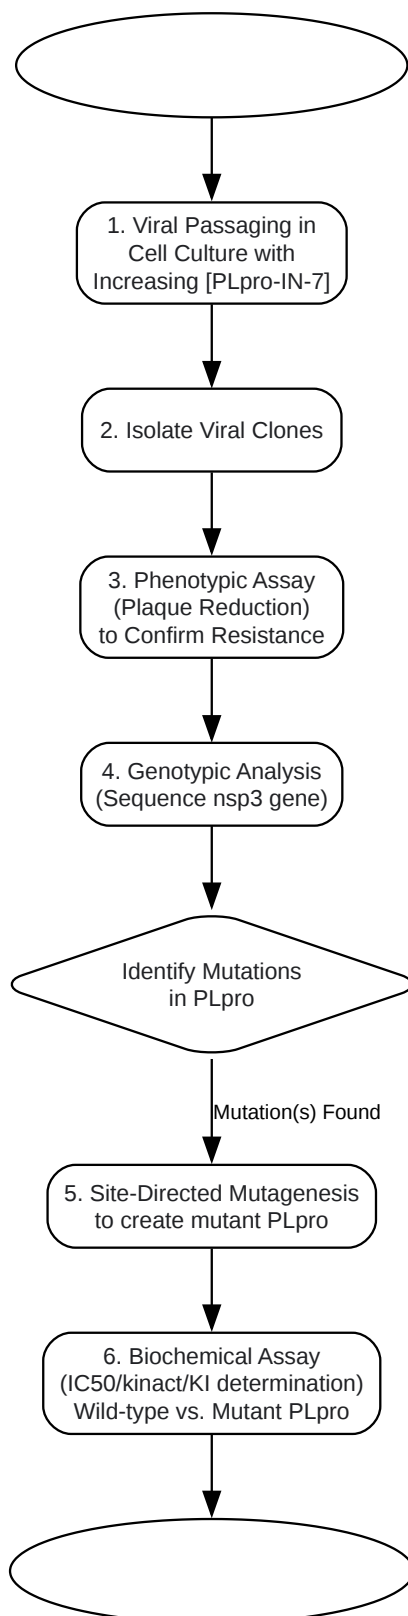 1. Viral Passaging in
Cell Culture with
Increasing [PLpro-IN-7]
2. Isolate Viral Clones
3. Phenotypic Assay
(Plaque Reduction)
to Confirm Resistance
4. Genotypic Analysis
(Sequence nsp3 gene)
Identify Mutations
in PLpro
Mutation(s) Found
5. Site-Directed Mutagenesis
to create mutant PLpro
6. Biochemical Assay
(IC50/kinact/KI determination)
Wild-type vs. Mutant PLpro